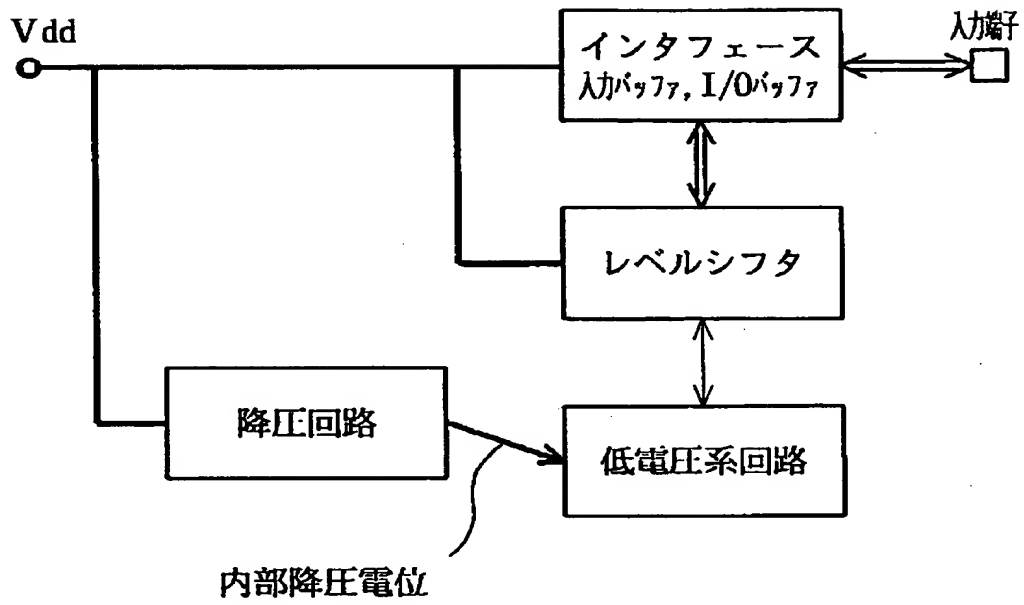 Vdd
入力端子
インタフェース
入力バッファ, I/Oバッファ
レベルシフタ
降圧回路
低電圧系回路
内部降圧電位